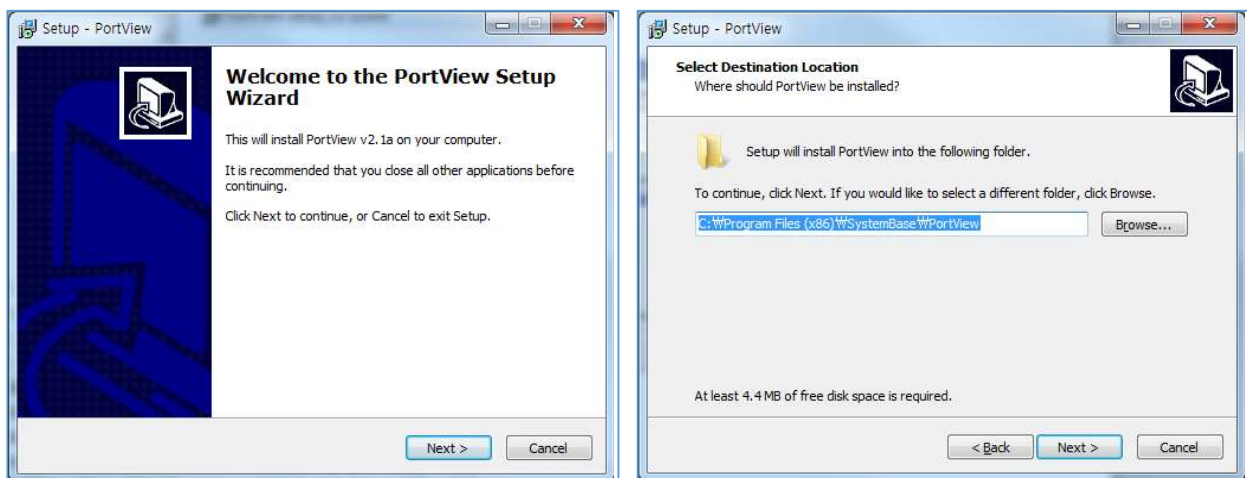 Setup - PortView
Welcome to the PortView Setup
Wizard
This will install PortView v2.1a on your computer.
It is recommended that you close all other applications before
continuing.
Click Next to continue, or Cancel to exit Setup.
Next >
Cancel
Setup - PortView
Select Destination Location
Where should PortView be installed?
Setup will install PortView into the following folder.
To continue, click Next. If you would like to select a different folder, click Browse.
C:₩Program Files (x86)₩SystemBase₩PortView
Browse...
At least 4.4 MB of free disk space is required.
< Back
Next >
Cancel